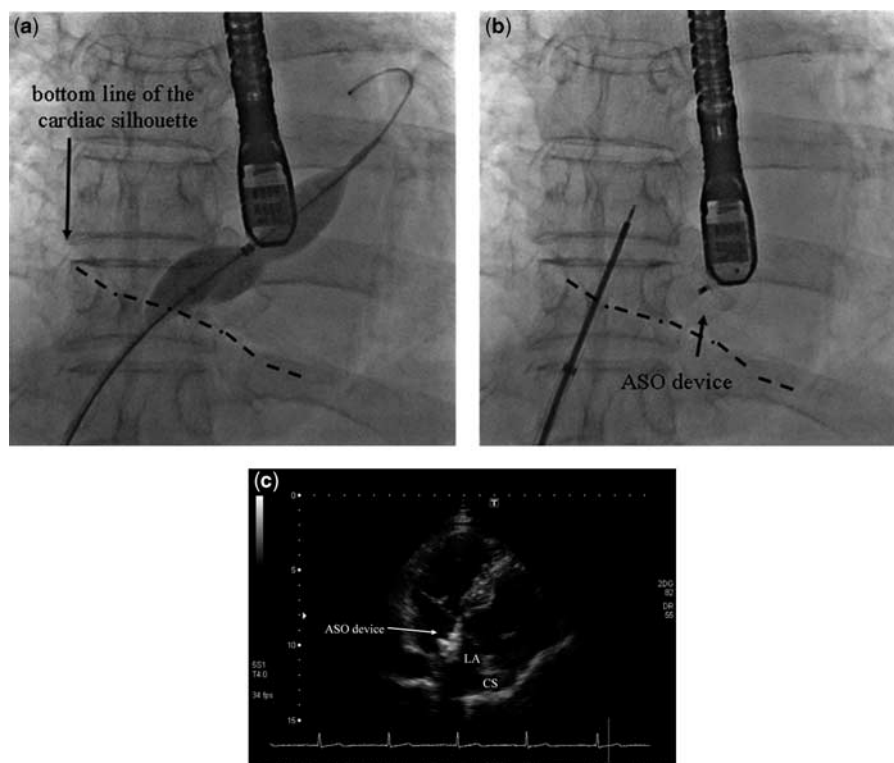 (a)
bottom line of the
cardiac silhouette
(b)
ASO device
(c)
0
T
5
10
15
ASO device
LA
CS
2DG
82
DR
55
SS1
T4:0
34 fps